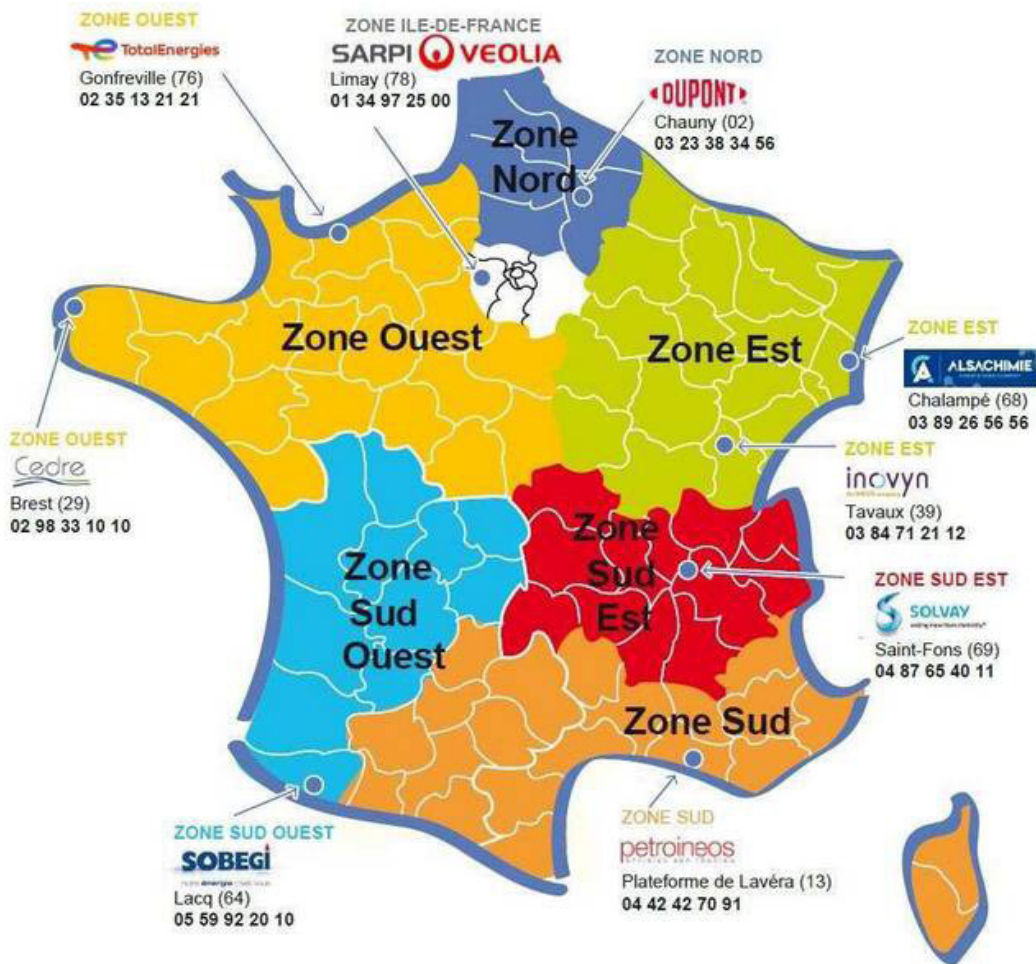 ZONE OUEST
TotalEnergies
Gonfreville (76)
02 35 13 21 21
ZONE ILE-DE-FRANCE
SARPI VEOLIA
Limay (78)
01 34 97 25 00
ZONE NORD
DUPONT
Chauny (02)
03 23 38 34 56
Zone
Nord
Zone Ouest
Zone Est
ZONE EST
ALSACHIMIE
Chalampé (68)
03 89 26 56 56
ZONE OUEST
Cedre
Brest (29)
02 98 33 10 10
ZONE EST
inovyn
Tavaux (39)
03 84 71 21 12
Zone
Sud
Ouest
Zone
Sud
Est
ZONE SUD EST
SOLVAY
Saint-Fons (69)
04 87 65 40 11
Zone Sud
ZONE SUD OUEST
SOBEGI
Lacq (64)
05 59 92 20 10
ZONE SUD
petroineos
Plateforme de Lavéra (13)
04 42 42 70 91